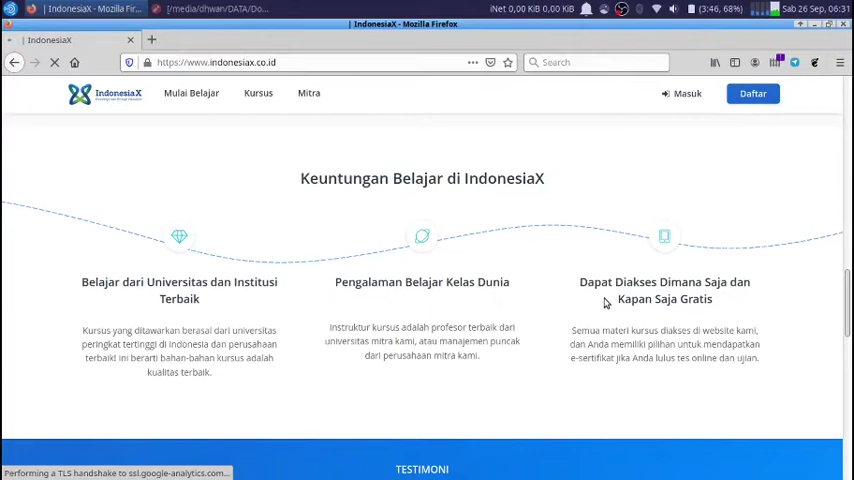 | IndonesiaX - Mozilla Fire...
[/media/dhwan/DATA/Do...
iNet 0,00 KiB 0,00 KiB/
(3:46, 68%)
Sab 26 Sep, 06:31
| IndonesiaX - Mozilla Firefox
| IndonesiaX
https://www.indonesiax.co.id
Search
IndonesiaX
Mulai Belajar
Kursus
Mitra
Masuk
Daftar
Keuntungan Belajar di IndonesiaX
Belajar dari Universitas dan Institusi
Terbaik
Kursus yang ditawarkan berasal dari universitas
peringkat tertinggi di Indonesia dan perusahaan
terbaik! Ini berarti bahan-bahan kursus adalah
kualitas terbaik.
Pengalaman Belajar Kelas Dunia
Instruktur kursus adalah profesor terbaik dari
universitas mitra kami, atau manajemen puncak
dari perusahaan mitra kami.
Dapat Diakses Dimana Saja dan
Kapan Saja Gratis
Semua materi kursus diakses di website kami,
dan Anda memiliki pilihan untuk mendapatkan
e-sertifikat jika Anda lulus tes online dan ujian.
TESTIMONI
Performing a TLS handshake to ssl.google-analytics.com...